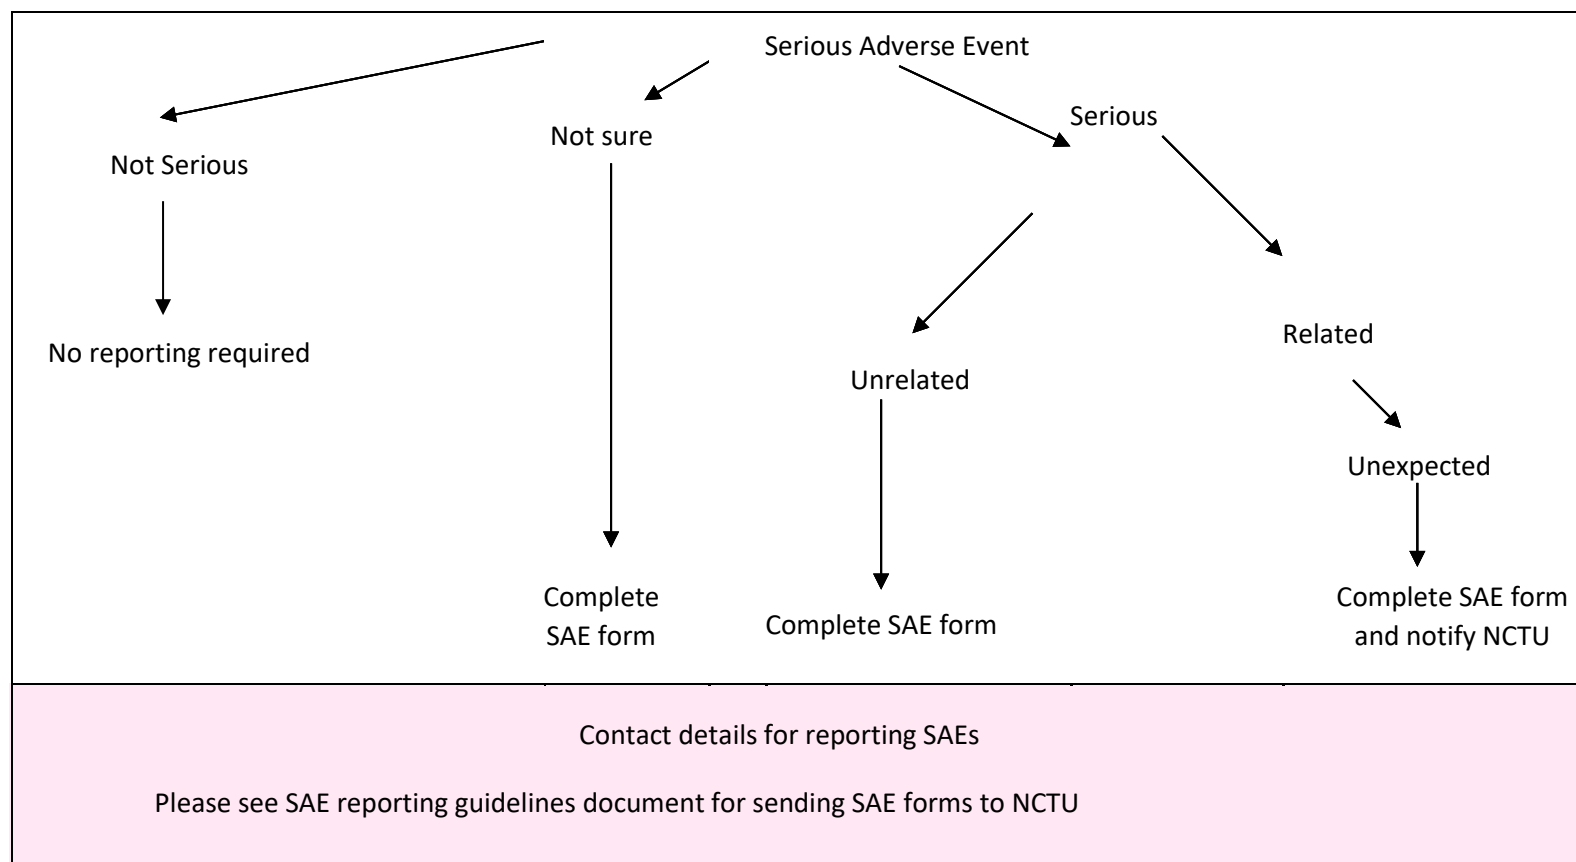 Serious Adverse Event
Serious
Not sure
Not Serious
Related
No reporting required
Unrelated
Unexpected
Complete
SAE form
Complete SAE form
Complete SAE form
and notify NCTU
Contact details for reporting SAEs
Please see SAE reporting guidelines document for sending SAE forms to NCTU